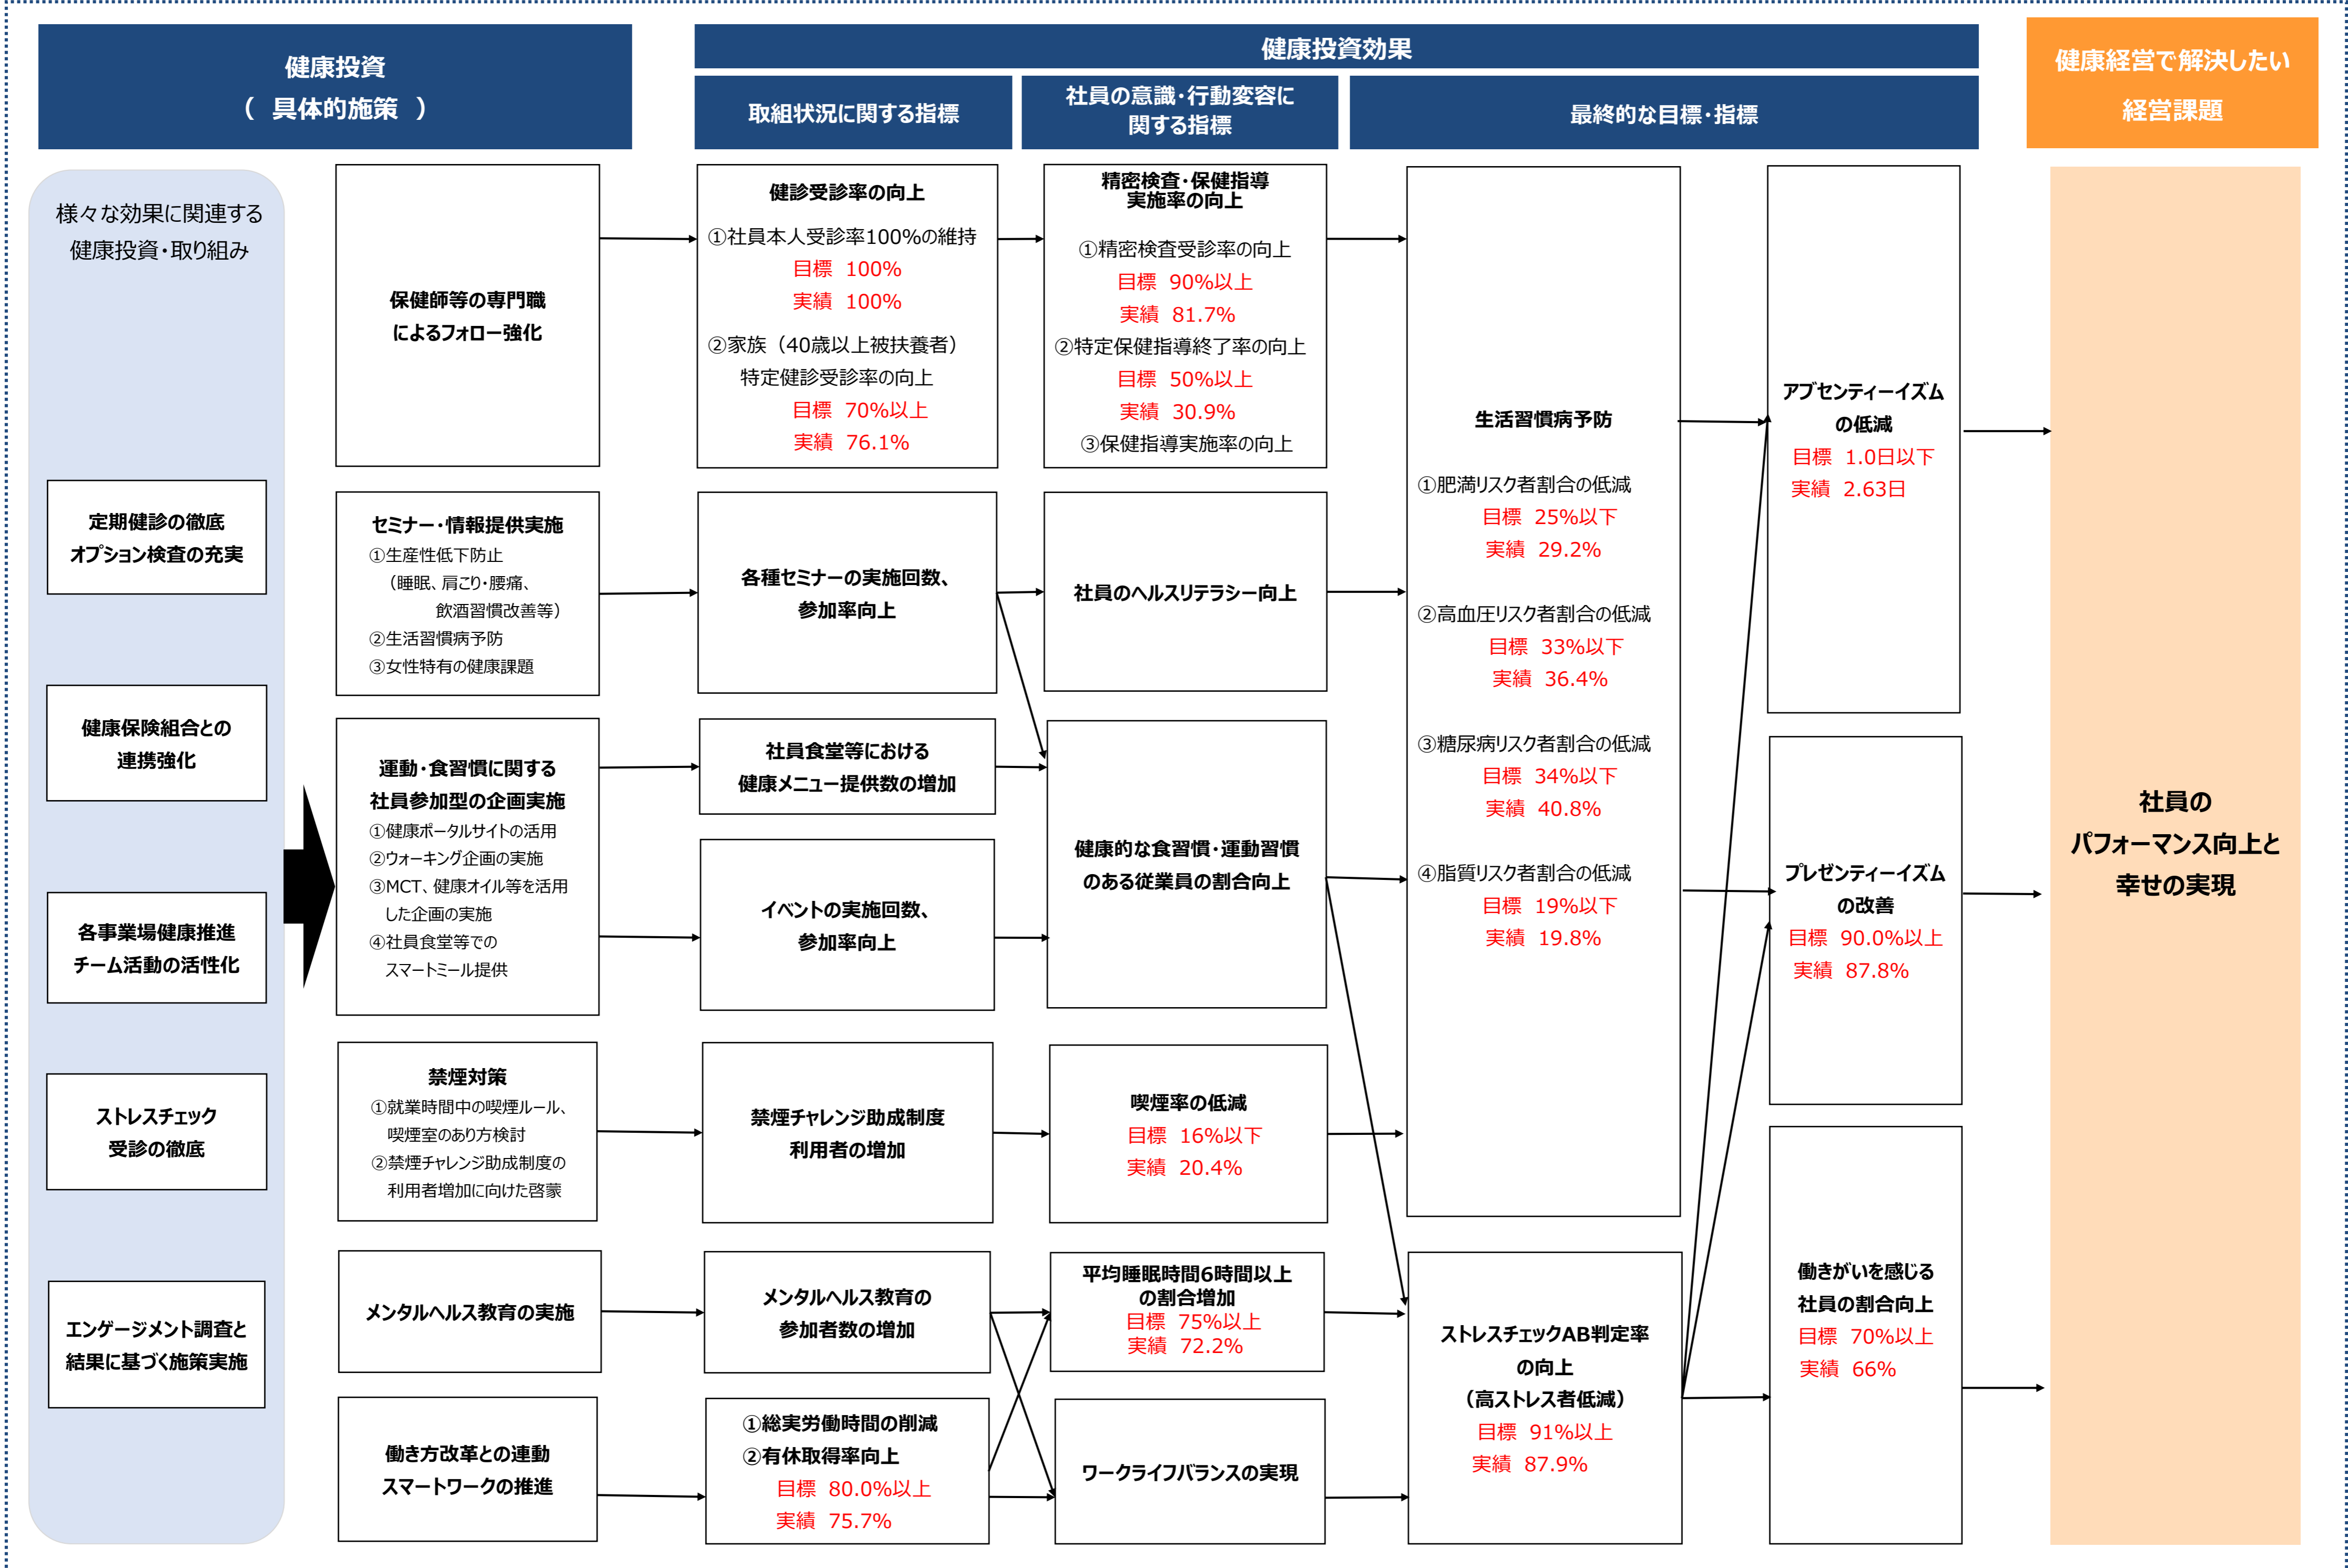 健康投資
（ 具体的施策 ）
健康投資効果
取組状況に関する指標
社員の意識・行動変容に
関する指標
最終的な目標・指標
健康経営で解決したい
経営課題
様々な効果に関連する
健康投資・取り組み
定期健診の徹底
オプション検査の充実
健康保険組合との
連携強化
各事業場健康推進
チーム活動の活性化
ストレスチェック
受診の徹底
エンゲージメント調査と
結果に基づく施策実施
保健師等の専門職
によるフォロー強化
セミナー・情報提供実施
①生産性低下防止
（睡眠、肩こり・腰痛、
飲酒習慣改善等）
②生活習慣病予防
③女性特有の健康課題
運動・食習慣に関する
社員参加型の企画実施
①健康ポータルサイトの活用
②ウォーキング企画の実施
③MCT、健康オイル等を活用
した企画の実施
④社員食堂等での
スマートミール提供
禁煙対策
①就業時間中の喫煙ルール、
喫煙室のあり方検討
②禁煙チャレンジ助成制度の
利用者増加に向けた啓蒙
メンタルヘルス教育の実施
働き方改革との連動
スマートワークの推進
健診受診率の向上
①社員本人受診率100%の維持
目標 100%
実績 100%
②家族（40歳以上被扶養者）
特定健診受診率の向上
目標 70%以上
実績 76.1%
各種セミナーの実施回数、
参加率向上
社員食堂等における
健康メニュー提供数の増加
イベントの実施回数、
参加率向上
禁煙チャレンジ助成制度
利用者の増加
メンタルヘルス教育の
参加者数の増加
①総実労働時間の削減
②有休取得率向上
目標 80.0%以上
実績 75.7%
精密検査・保健指導
実施率の向上
①精密検査受診率の向上
目標 90%以上
実績 81.7%
②特定保健指導終了率の向上
目標 50%以上
実績 30.9%
③保健指導実施率の向上
社員のヘルスリテラシー向上
健康的な食習慣・運動習慣
のある従業員の割合向上
喫煙率の低減
目標 16%以下
実績 20.4%
平均睡眠時間6時間以上
の割合増加
目標 75%以上
実績 72.2%
ワークライフバランスの実現
生活習慣病予防
①肥満リスク者割合の低減
目標 25%以下
実績 29.2%
②高血圧リスク者割合の低減
目標 33%以下
実績 36.4%
③糖尿病リスク者割合の低減
目標 34%以下
実績 40.8%
④脂質リスク者割合の低減
目標 19%以下
実績 19.8%
ストレスチェックAB判定率
の向上
（高ストレス者低減）
目標 91%以上
実績 87.9%
アブセンティーイズム
の低減
目標 1.0日以下
実績 2.63日
プレゼンティーイズム
の改善
目標 90.0%以上
実績 87.8%
働きがいを感じる
社員の割合向上
目標 70%以上
実績 66%
社員の
パフォーマンス向上と
幸せの実現